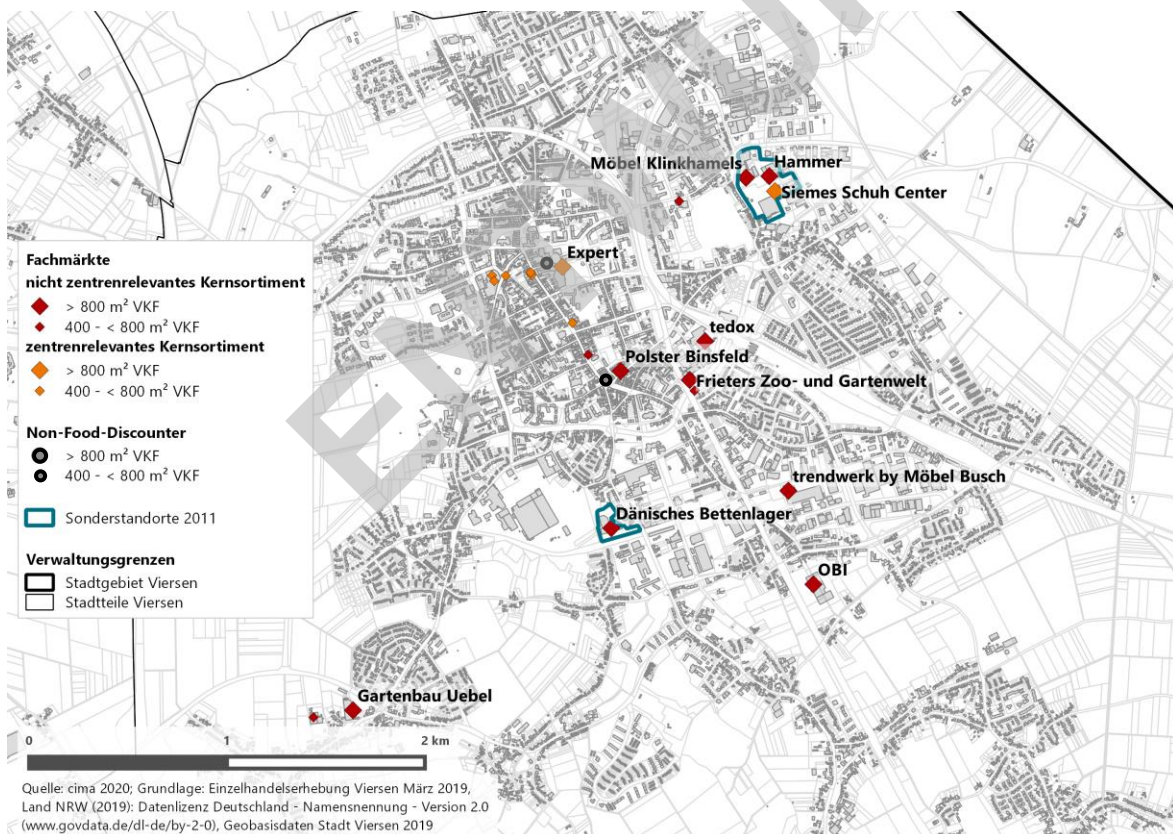 Möbel Klinkhamels
Hammer
Siemes Schuh Center
Expert
tedox
Polster Binsfeld
Frieters Zoo- und Gartenwelt
trendwerk by Möbel Busch
Dänisches Bettenlager
OBI
Gartenbau Uebel
Fachmärkte
nicht zentrenrelevantes Kernsortiment
> 800 m² VKF
400 - < 800 m² VKF
zentrenrelevantes Kernsortiment
> 800 m² VKF
400 - < 800 m² VKF
Non-Food-Discounter
> 800 m² VKF
400 - < 800 m² VKF
Sonderstandorte 2011
Verwaltungsgrenzen
Stadtgebiet Viersen
Stadtteile Viersen
0 1 2 km
Quelle: cima 2020; Grundlage: Einzelhandelserhebung Viersen März 2019,
Land NRW (2019): Datenlizenz Deutschland - Namensnennung - Version 2.0
(www.govdata.de/dl-de/by-2-0), Geobasisdaten Stadt Viersen 2019